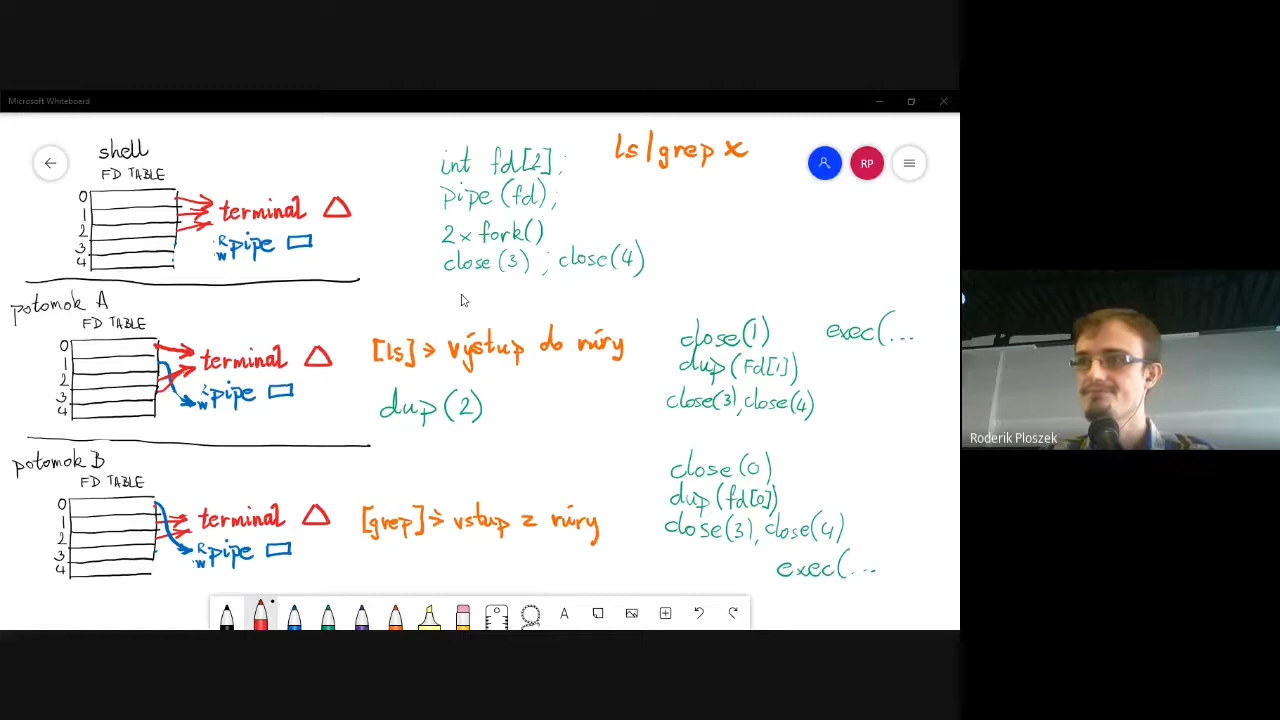 Microsoft Whiteboard
ls|grep x
shell
FD TABLE
0
1
2
3
4
terminal
R
W pipe
int fd[2];
pipe(fd);
2x fork()
close(3); close(4)
RP
potomok A
FD TABLE
0
1
2
3
4
terminal
W pipe
[ls] → výstup do rúry
dup(2)
close(1)
dup(Fd[1])
close(3), close(4)
exec(...
potomok B
FD TABLE
0
1
2
3
4
terminal
R
W pipe
[grep] → vstup z rúry
close(0)
dup(fd[0])
close(3), close(4)
exec(...
A
Roderik Ploszek